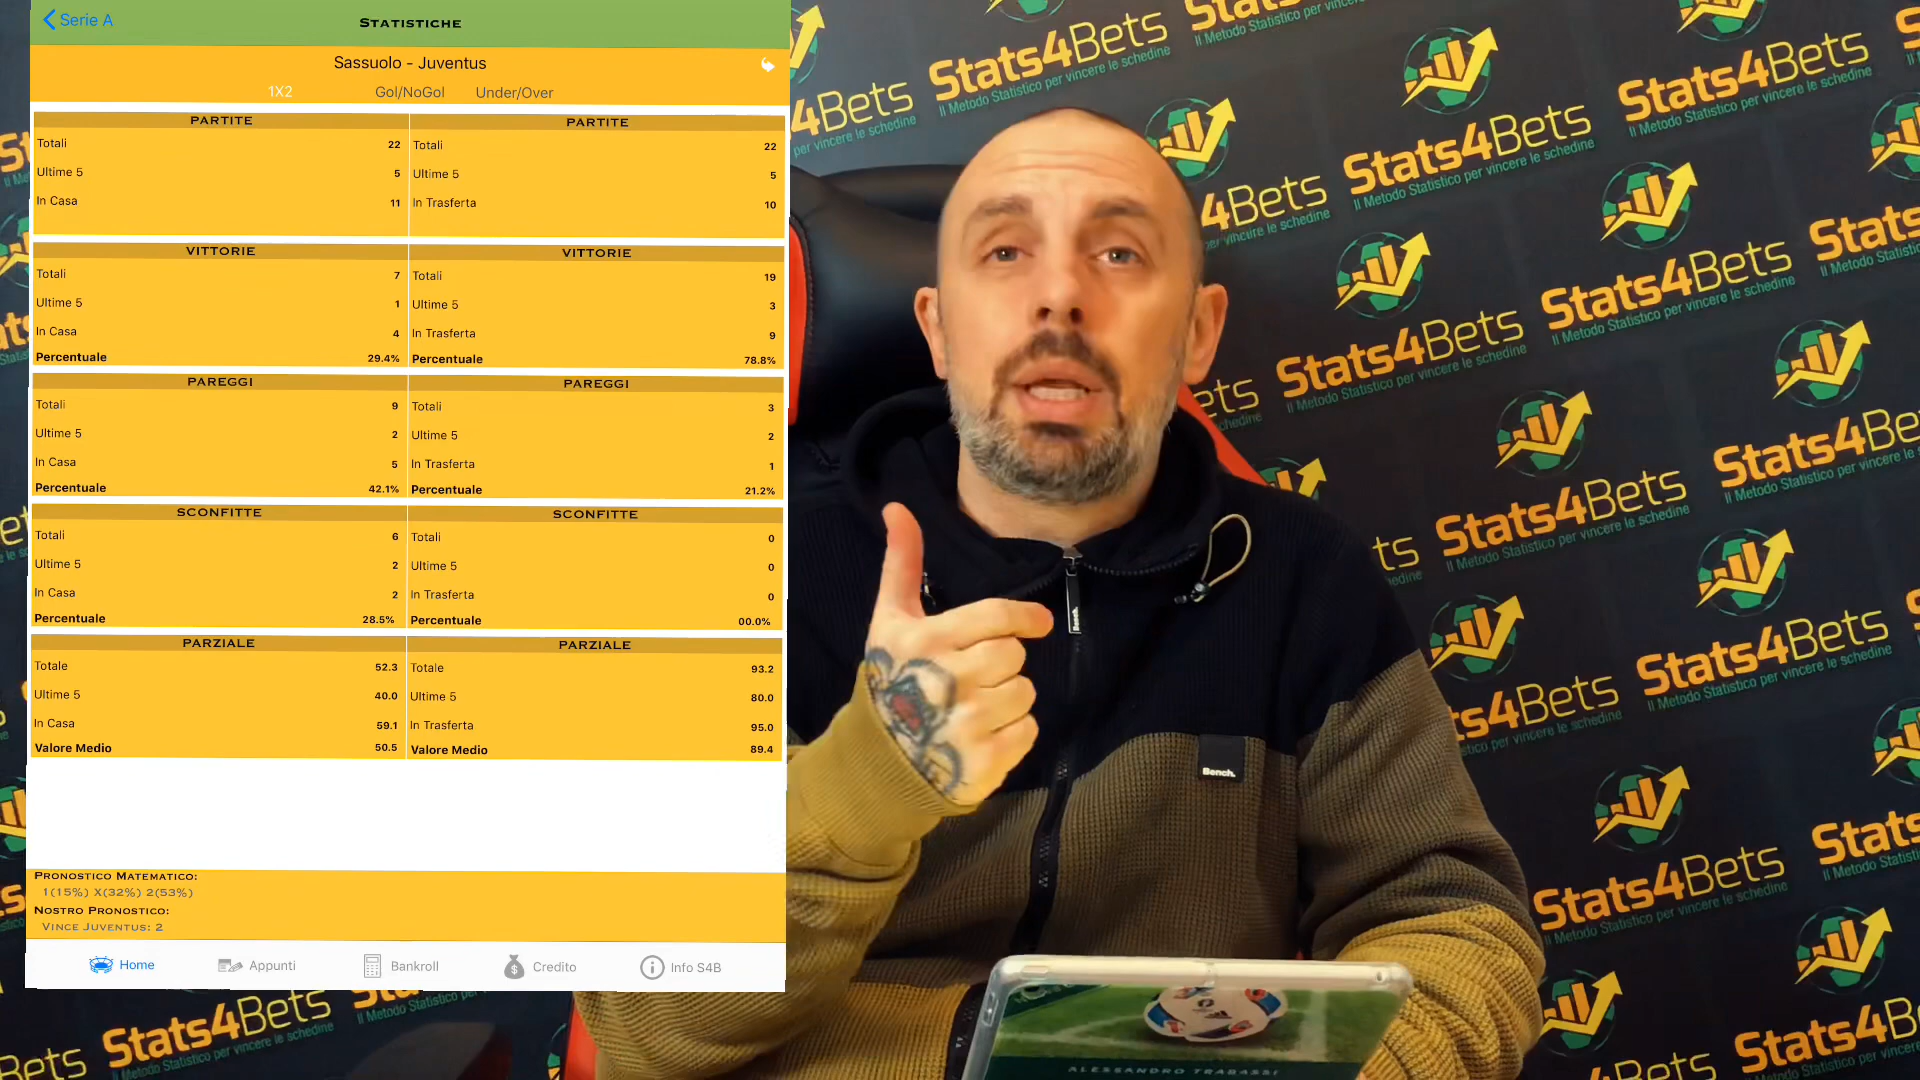 Serie A
Statistiche
Sassuolo - Juventus
1X2 Gol/NoGol Under/Over
PARTITE PARTITE
Totali 22 Totali 22
Ultime 5 5 Ultime 5 5
In Casa 11 In Trasferta 10
VITTORIE VITTORIE
Totali 7 Totali 19
Ultime 5 1 Ultime 5 3
In Casa 4 In Trasferta 9
Percentuale 29.4% Percentuale 78.8%
PAREGGI PAREGGI
Totali 9 Totali 3
Ultime 5 2 Ultime 5 2
In Casa 5 In Trasferta 1
Percentuale 42.1% Percentuale 21.2%
SCONFITTE SCONFITTE
Totali 6 Totali 0
Ultime 5 2 Ultime 5 0
In Casa 2 In Trasferta 0
Percentuale 28.5% Percentuale 00.0%
PARZIALE PARZIALE
Totale 52.3 Totale 93.2
Ultime 5 40.0 Ultime 5 80.0
In Casa 59.1 In Trasferta 95.0
Valore Medio 50.5 Valore Medio 89.4
Pronostico Matematico:
1(15%) X(32%) 2(53%)
Nostro Pronostico:
Vince Juventus: 2
Home Appunti Bankroll Credito Info S4B
Stats4Bets
Il Metodo Statistico per vincere le schedine
Bench.
Bench.
ALESSANDRO TRABASSI